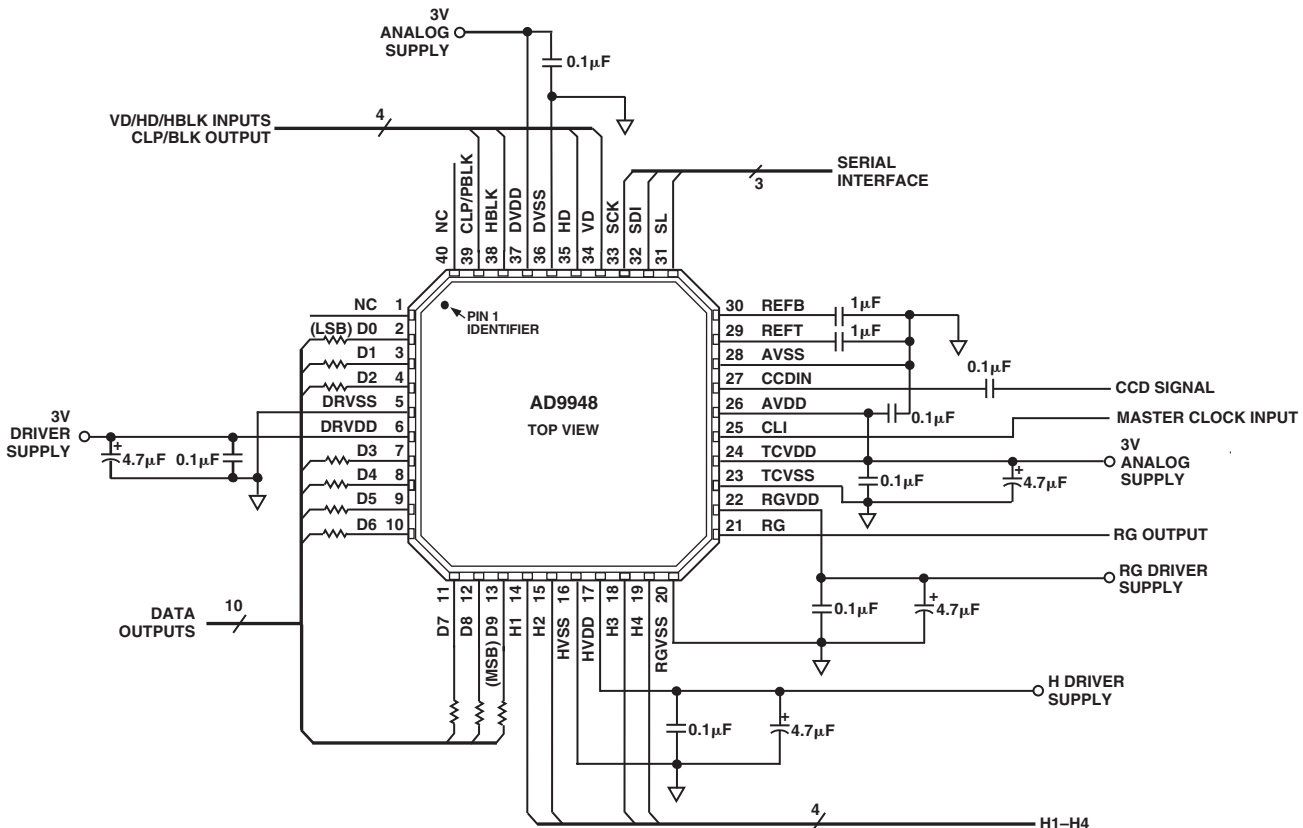 3V
ANALOG
SUPPLY
0.1µF
VD/HD/HBLK INPUTS
CLP/BLK OUTPUT
4
SERIAL
INTERFACE
3
40 NC
39 CLP/PBLK
38 HBLK
37 DVDD
36 DVSS
35 HD
34 VD
33 SCK
32 SDI
31 SL
NC 1
(LSB) D0 2
D1 3
D2 4
DRVSS 5
DRVDD 6
D3 7
D4 8
D5 9
D6 10
PIN 1
IDENTIFIER
AD9948
TOP VIEW
30 REFB
29 REFT
28 AVSS
27 CCDIN
26 AVDD
25 CLI
24 TCVDD
23 TCVSS
22 RGVDD
21 RG
1µF
1µF
0.1µF
CCD SIGNAL
0.1µF
MASTER CLOCK INPUT
3V
ANALOG
SUPPLY
0.1µF
+
4.7µF
RG OUTPUT
RG DRIVER
SUPPLY
0.1µF
+
4.7µF
3V
DRIVER
SUPPLY
+
4.7µF
0.1µF
DATA
OUTPUTS
10
D7 11
D8 12
(MSB) D9 13
H1 14
H2 15
HVSS 16
HVDD 17
H3 18
H4 19
RGVSS 20
H DRIVER
SUPPLY
0.1µF
+
4.7µF
4
H1–H4